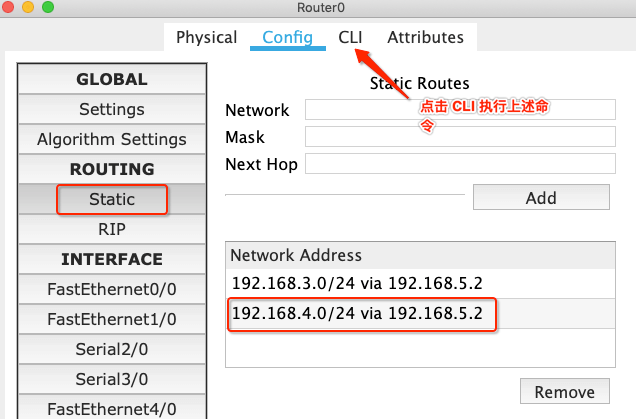 Router0
Physical Config CLI Attributes
GLOBAL
Settings
Algorithm Settings
ROUTING
Static
RIP
INTERFACE
FastEthernet0/0
FastEthernet1/0
Serial2/0
Serial3/0
FastEthernet4/0
Static Routes
点击 CLI 执行上述命
令
Network
Mask
Next Hop
Add
Network Address
192.168.3.0/24 via 192.168.5.2
192.168.4.0/24 via 192.168.5.2
Remove